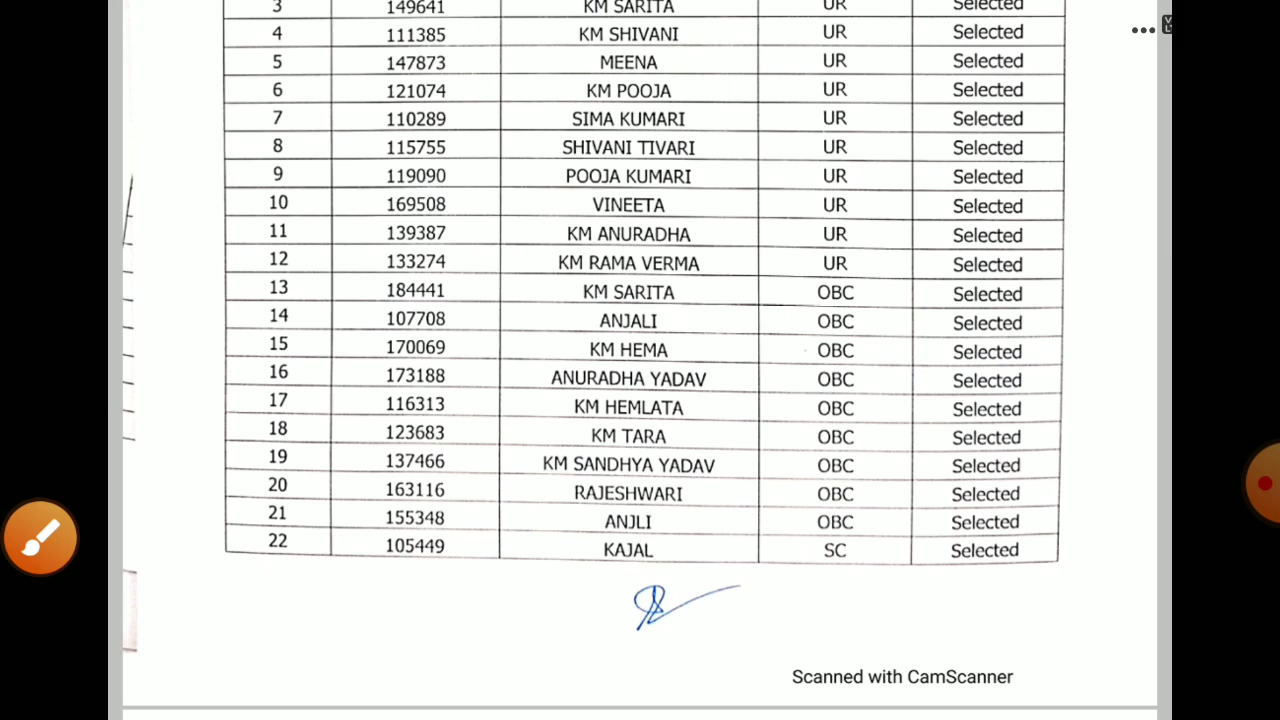 3 149641 KM SARITA UR Selected
4 111385 KM SHIVANI UR Selected
5 147873 MEENA UR Selected
6 121074 KM POOJA UR Selected
7 110289 SIMA KUMARI UR Selected
8 115755 SHIVANI TIVARI UR Selected
9 119090 POOJA KUMARI UR Selected
10 169508 VINEETA UR Selected
11 139387 KM ANURADHA UR Selected
12 133274 KM RAMA VERMA UR Selected
13 184441 KM SARITA OBC Selected
14 107708 ANJALI OBC Selected
15 170069 KM HEMA OBC Selected
16 173188 ANURADHA YADAV OBC Selected
17 116313 KM HEMLATA OBC Selected
18 123683 KM TARA OBC Selected
19 137466 KM SANDHYA YADAV OBC Selected
20 163116 RAJESHWARI OBC Selected
21 155348 ANJLI OBC Selected
22 105449 KAJAL SC Selected
Scanned with CamScanner